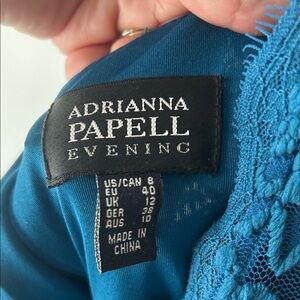 ADRIANNA
PAPELL
EVENING
US/CAN 8
EU 40
UK 12
GER 38
AUS 10
MADE IN
CHINA